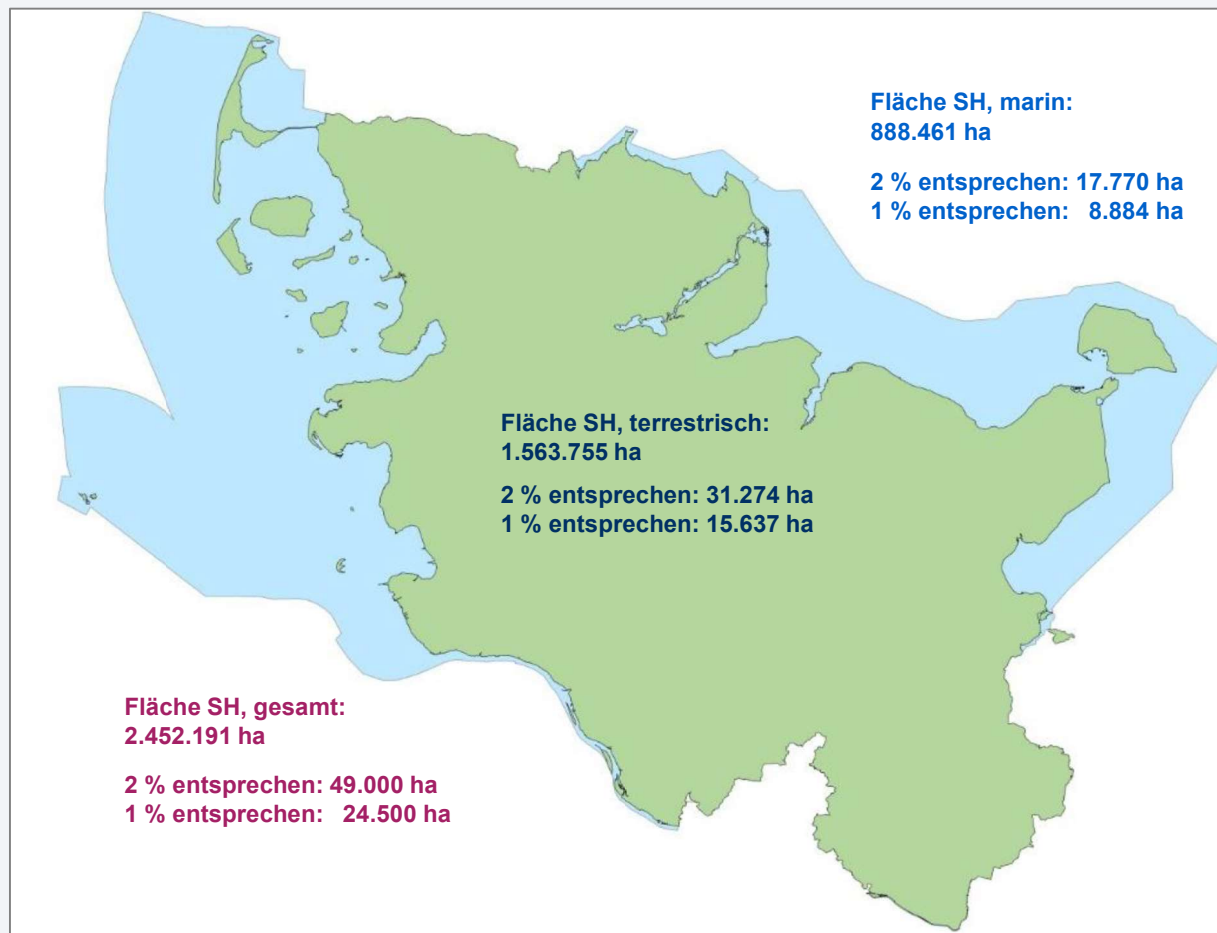 Fläche SH, marin:
888.461 ha
2 % entsprechen: 17.770 ha
1 % entsprechen: 8.884 ha
Fläche SH, terrestrisch:
1.563.755 ha
2 % entsprechen: 31.274 ha
1 % entsprechen: 15.637 ha
Fläche SH, gesamt:
2.452.191 ha
2 % entsprechen: 49.000 ha
1 % entsprechen: 24.500 ha